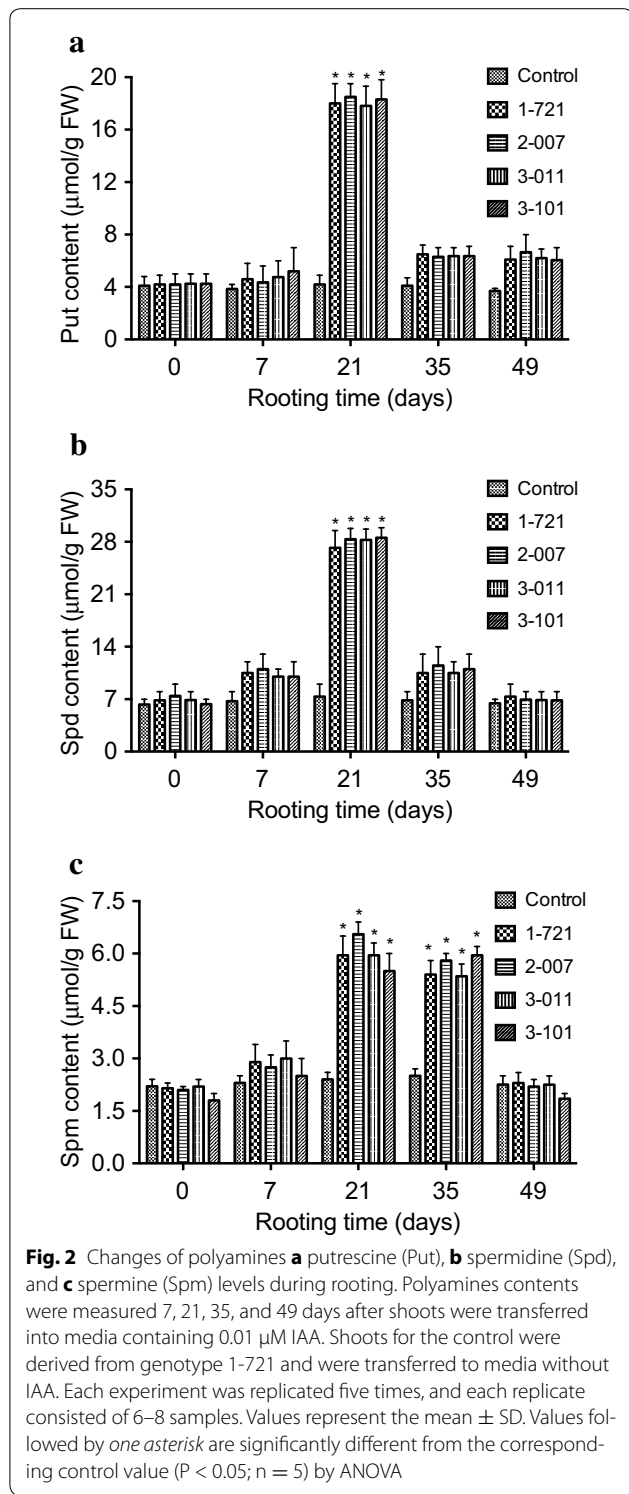 a
Put content (μmol/g FW)
20
16
12
8
4
0
* * * *
Control
1-721
2-007
3-011
3-101
0 7 21 35 49
Rooting time (days)
b
Spd content (μmol/g FW)
35
28
21
14
7
0
* * * *
Control
1-721
2-007
3-011
3-101
0 7 21 35 49
Rooting time (days)
c
Spm content (μmol/g FW)
7.5
6.0
4.5
3.0
1.5
0.0
* * * * * * * *
Control
1-721
2-007
3-011
3-101
0 7 21 35 49
Rooting time (days)
Fig. 2 Changes of polyamines a putrescine (Put), b spermidine (Spd),
and c spermine (Spm) levels during rooting. Polyamines contents
were measured 7, 21, 35, and 49 days after shoots were transferred
into media containing 0.01 μM IAA. Shoots for the control were
derived from genotype 1-721 and were transferred to media without
IAA. Each experiment was replicated five times, and each replicate
consisted of 6–8 samples. Values represent the mean ± SD. Values fol-
lowed by one asterisk are significantly different from the correspond-
ing control value (P < 0.05; n = 5) by ANOVA